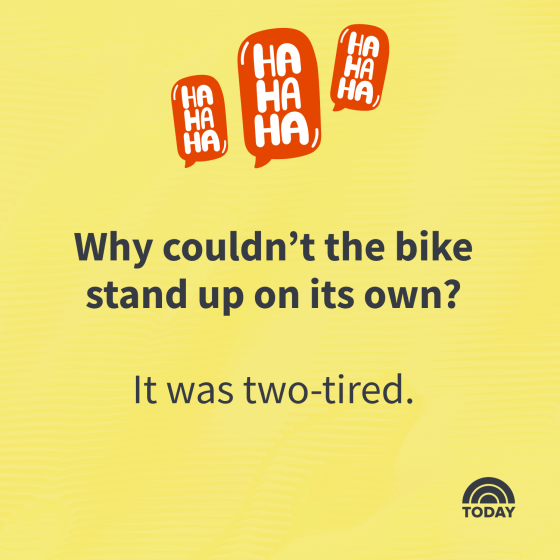 HA
HA
HA
HA
HA
HA
HA
HA
HA
Why couldn’t the bike
stand up on its own?
It was two-tired.
TODAY